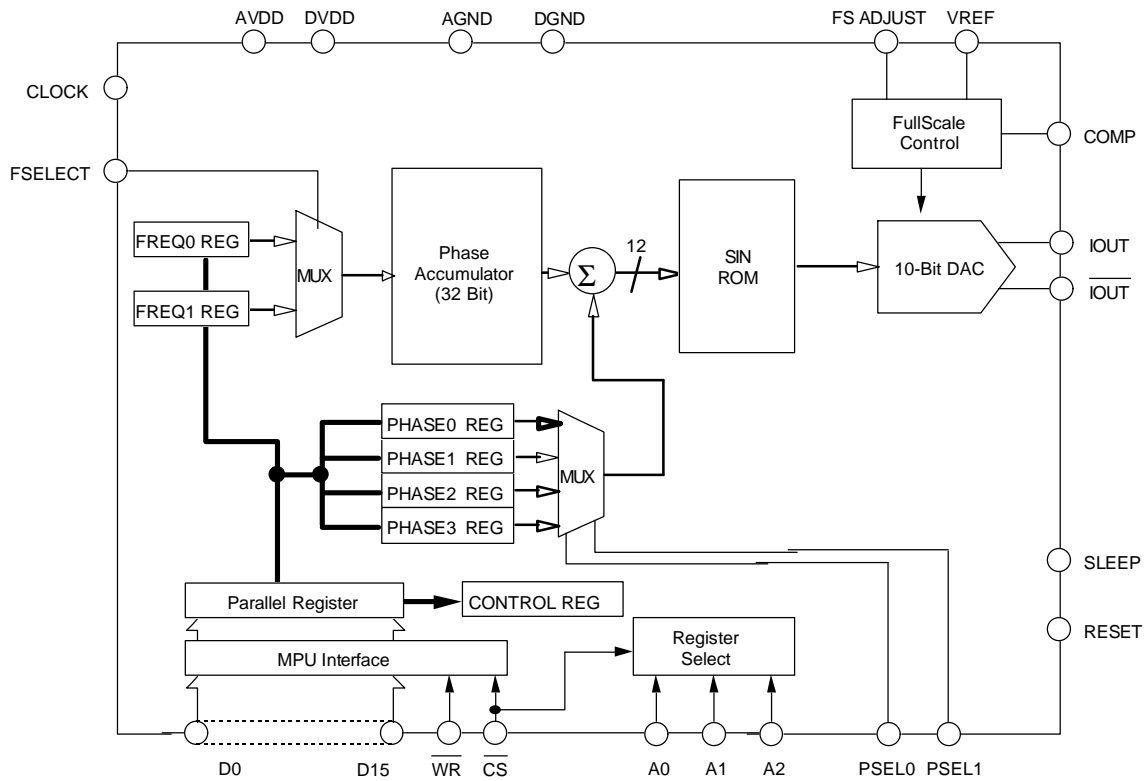 AVDD DVDD AGND DGND FS ADJUST VREF
CLOCK
FullScale
Control
COMP
FSELECT
FREQ0 REG
MUX
FREQ1 REG
Phase
Accumulator
(32 Bit)
Σ
12
SIN
ROM
10-Bit DAC
IOUT
IOUT
PHASE0 REG
PHASE1 REG
PHASE2 REG
PHASE3 REG
MUX
SLEEP
Parallel Register
CONTROL REG
RESET
MPU Interface
Register
Select
D0 D15 WR CS A0 A1 A2 PSEL0 PSEL1